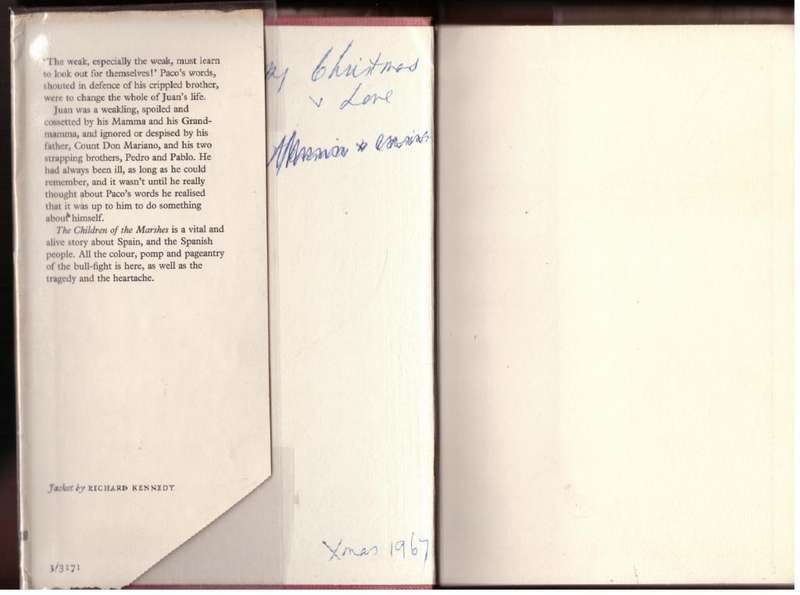 'The weak, especially the weak, must learn
to look out for themselves!' Paco's words,
shouted in defence of his crippled brother,
were to change the whole of Juan's life.
Juan was a weakling, spoiled and
cossetted by his Mamma and his Grand-
mamma, and ignored or despised by his
father, Count Don Mariano, and his two
strapping brothers, Pedro and Pablo. He
had always been ill, as long as he could
remember, and it wasn't until he really
thought about Paco's words he realised
that it was up to him to do something
about himself.
The Children of the Marshes is a vital and
alive story about Spain, and the Spanish
people. All the colour, pomp and pageantry
of the bull-fight is here, as well as the
tragedy and the heartache.
Jacket by RICHARD KENNEDY
3/3171
Christmas
Love
Xmas 1967